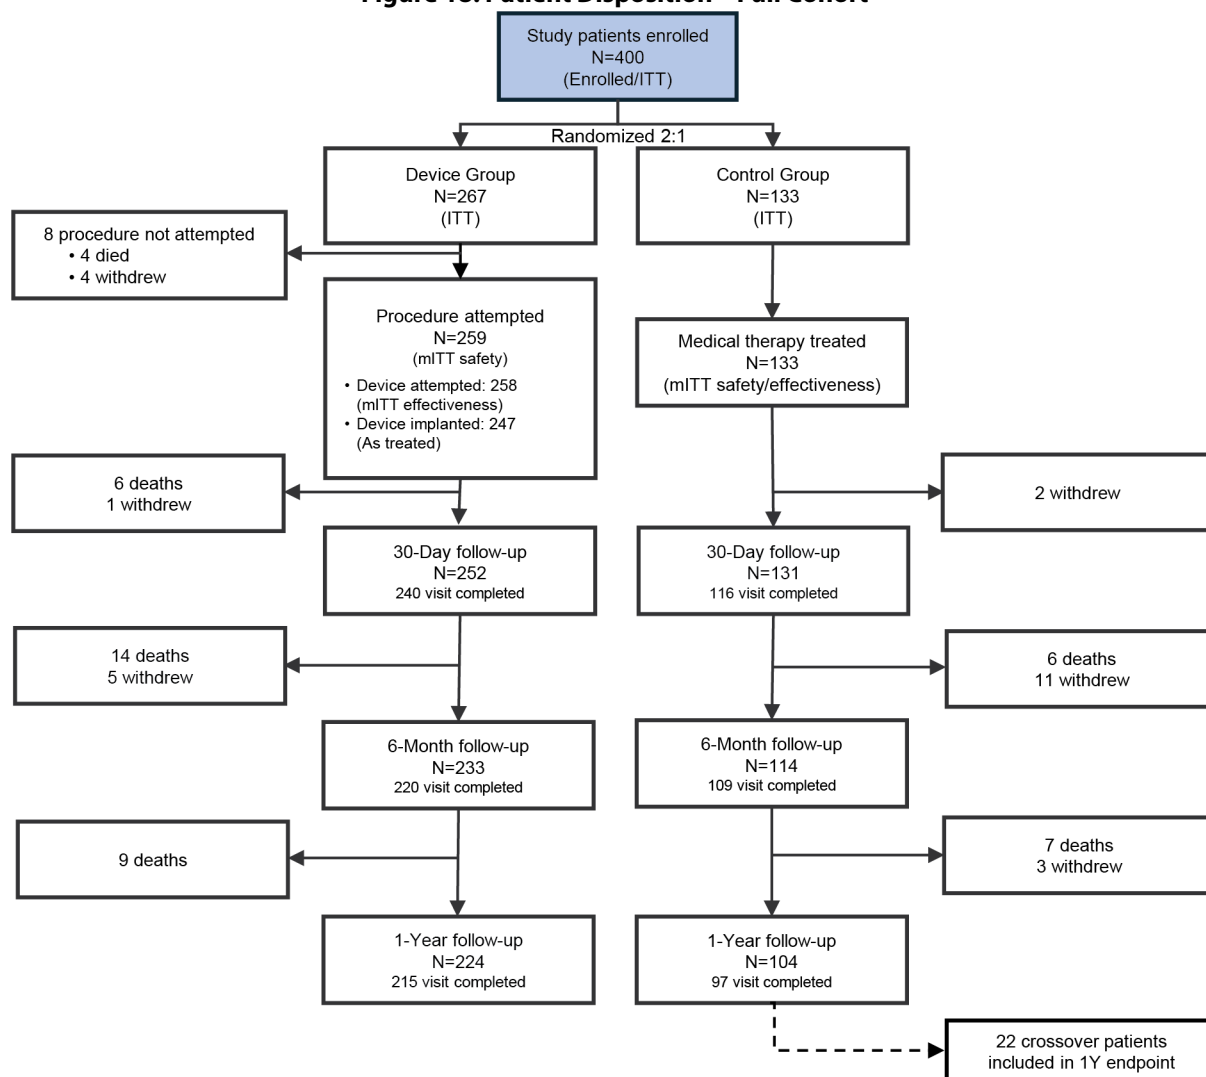 Patient Disposition Full Cohort
Study patients enrolled
N=400
(Enrolled/ITT)
Randomized 2:1
Device Group
N=267
(ITT)
Control Group
N=133
(ITT)
8 procedure not attempted
• 4 died
• 4 withdrew
Procedure attempted
N=259
(mITT safety)
• Device attempted: 258
(mITT effectiveness)
• Device implanted: 247
(As treated)
Medical therapy treated
N=133
(mITT safety/effectiveness)
6 deaths
1 withdrew
2 withdrew
30-Day follow-up
N=252
240 visit completed
30-Day follow-up
N=131
116 visit completed
14 deaths
5 withdrew
6 deaths
11 withdrew
6-Month follow-up
N=233
220 visit completed
6-Month follow-up
N=114
109 visit completed
9 deaths
7 deaths
3 withdrew
1-Year follow-up
N=224
215 visit completed
1-Year follow-up
N=104
97 visit completed
22 crossover patients
included in 1Y endpoint